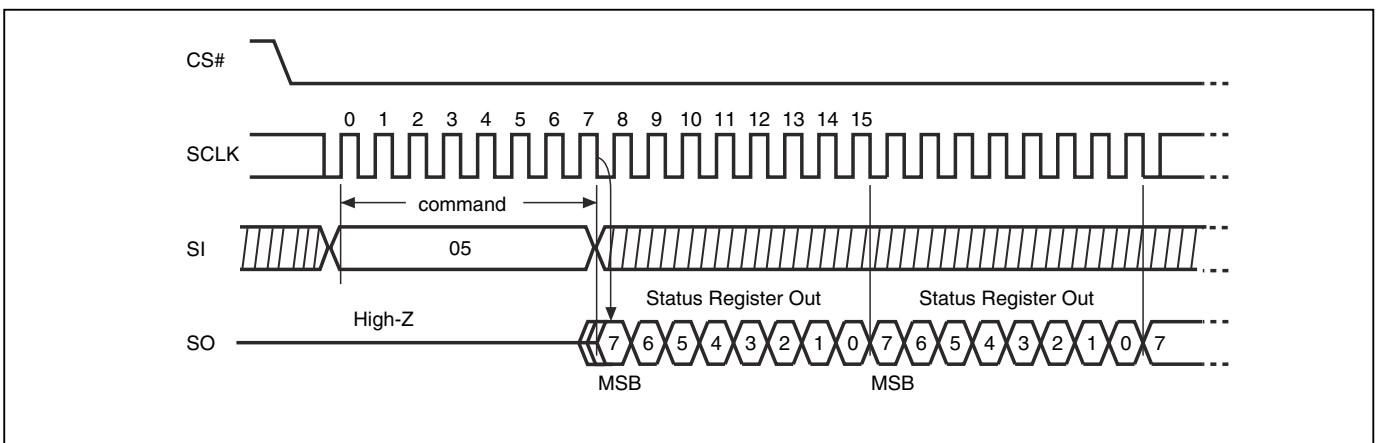 CS#
0 1 2 3 4 5 6 7 8 9 10 11 12 13 14 15
SCLK
command
SI
05
Status Register Out Status Register Out
High-Z
SO
7 6 5 4 3 2 1 0 7 6 5 4 3 2 1 0 7
MSB MSB